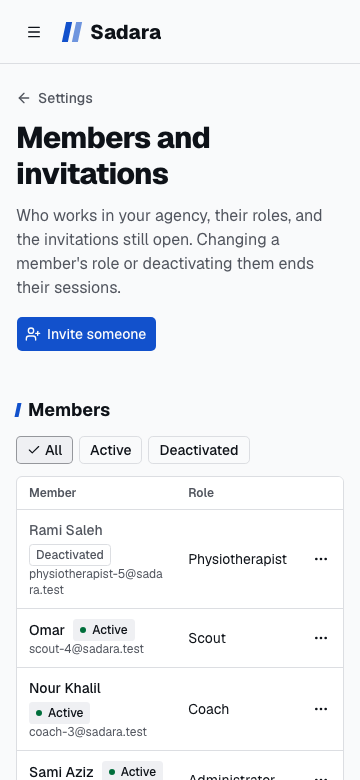 Sadara
Settings
Members and
invitations
Who works in your agency, their roles, and
the invitations still open. Changing a
member's role or deactivating them ends
their sessions.
Invite someone
Members
All Active Deactivated
Member Role
Rami Saleh
Deactivated
physiotherapist-5@sada
ra.test
Physiotherapist
Omar Active
scout-4@sadara.test
Scout
Nour Khalil
Active
coach-3@sadara.test
Coach
Sami Aziz Active
Administrator